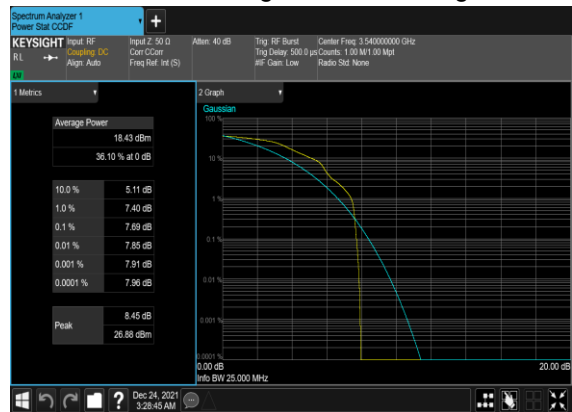 Spectrum Analyzer 1
Power Stat CCDF
+
KEYSIGHT
RL
Input: RF
Coupling: DC
Align: Auto
Input Z: 50 Ω
Corr CCorr
Freq Ref: Int (S)
Atten: 40 dB
Trig: RF Burst
Trig Delay: 500.0 µs
#IF Gain: Low
Center Freq: 3.540000000 GHz
Counts: 1.00 M/1.00 Mpt
Radio Std: None
1 Metrics
Average Power
18.43 dBm
36.10 % at 0 dB
10.0 % 5.11 dB
1.0 % 7.40 dB
0.1 % 7.69 dB
0.01 % 7.85 dB
0.001 % 7.91 dB
0.0001 % 7.96 dB
Peak
8.45 dB
26.88 dBm
2 Graph
Gaussian
100 %
10 %
1 %
0.1 %
0.01 %
0.001 %
0.0001 %
0.00 dB 20.00 dB
Info BW 25.000 MHz
?
Dec 24, 2021
3:28:45 AM